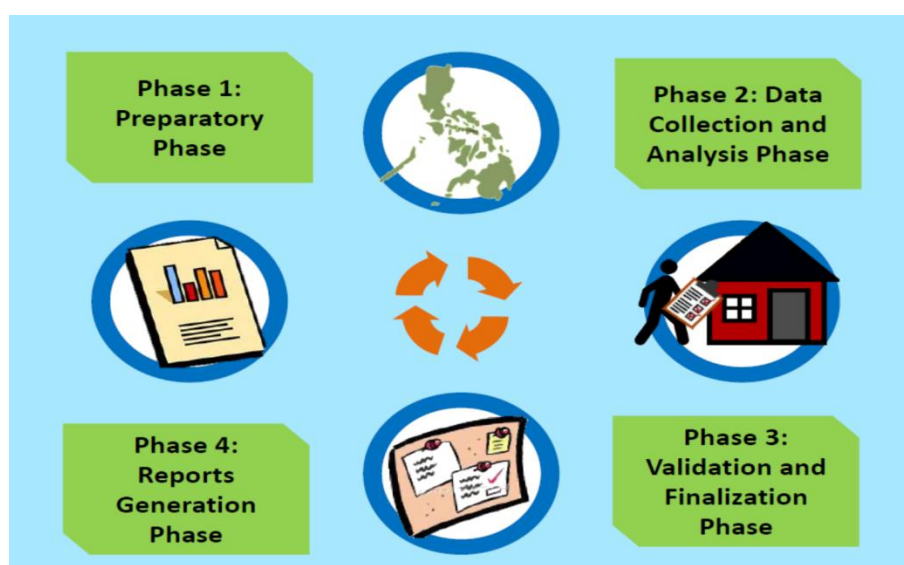 Phase 1:
Preparatory
Phase
Phase 2: Data
Collection and
Analysis Phase
Phase 4:
Reports
Generation
Phase
Phase 3:
Validation and
Finalization
Phase